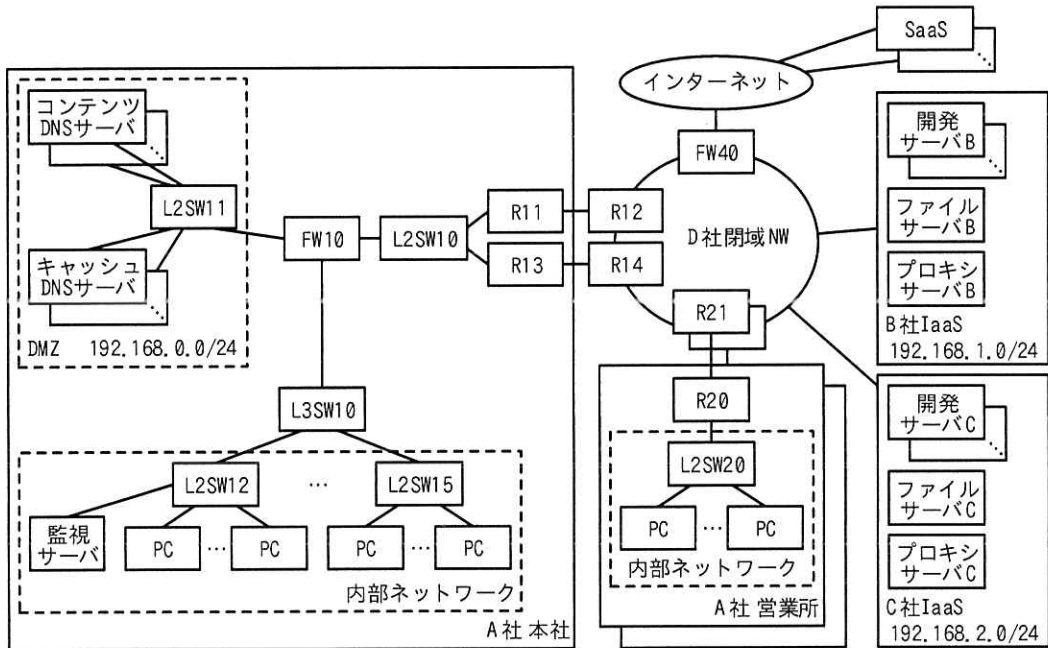 SaaS
インターネット
コンテンツ
DNSサーバ
開発
サーバB
FW40
L2SW11
R11
R12
ファイル
サーバB
FW10
L2SW10
D社閉域NW
キャッシュ
DNSサーバ
R13
R14
プロキシ
サーバB
R21
DMZ 192.168.0.0/24
B社IaaS
192.168.1.0/24
L3SW10
R20
開発
サーバC
L2SW12
…
L2SW15
L2SW20
ファイル
サーバC
監視
サーバ
PC
…
PC
PC
…
PC
PC
…
PC
プロキシ
サーバC
内部ネットワーク
内部ネットワーク
A社 本社
A社 営業所
C社IaaS
192.168.2.0/24